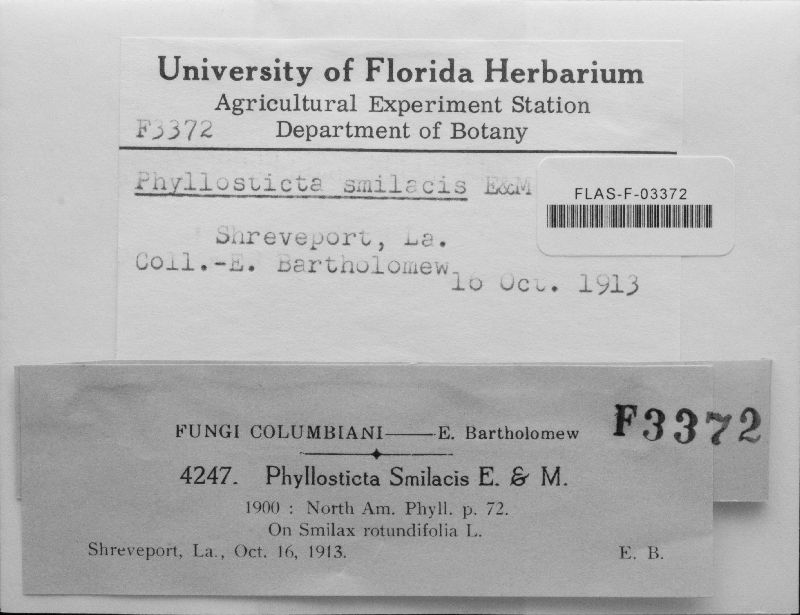 University of Florida Herbarium
Agricultural Experiment Station
F3372 Department of Botany
Phyllosticta smilacis E&M
FLAS-F-03372
Shreveport, La.
Coll.-E. Bartholomew
16 Oct. 1913
F3372
FUNGI COLUMBIANI——E. Bartholomew
4247. Phyllosticta Smilacis E. & M.
1900 : North Am. Phyll. p. 72.
On Smilax rotundifolia L.
Shreveport, La., Oct. 16, 1913. E. B.